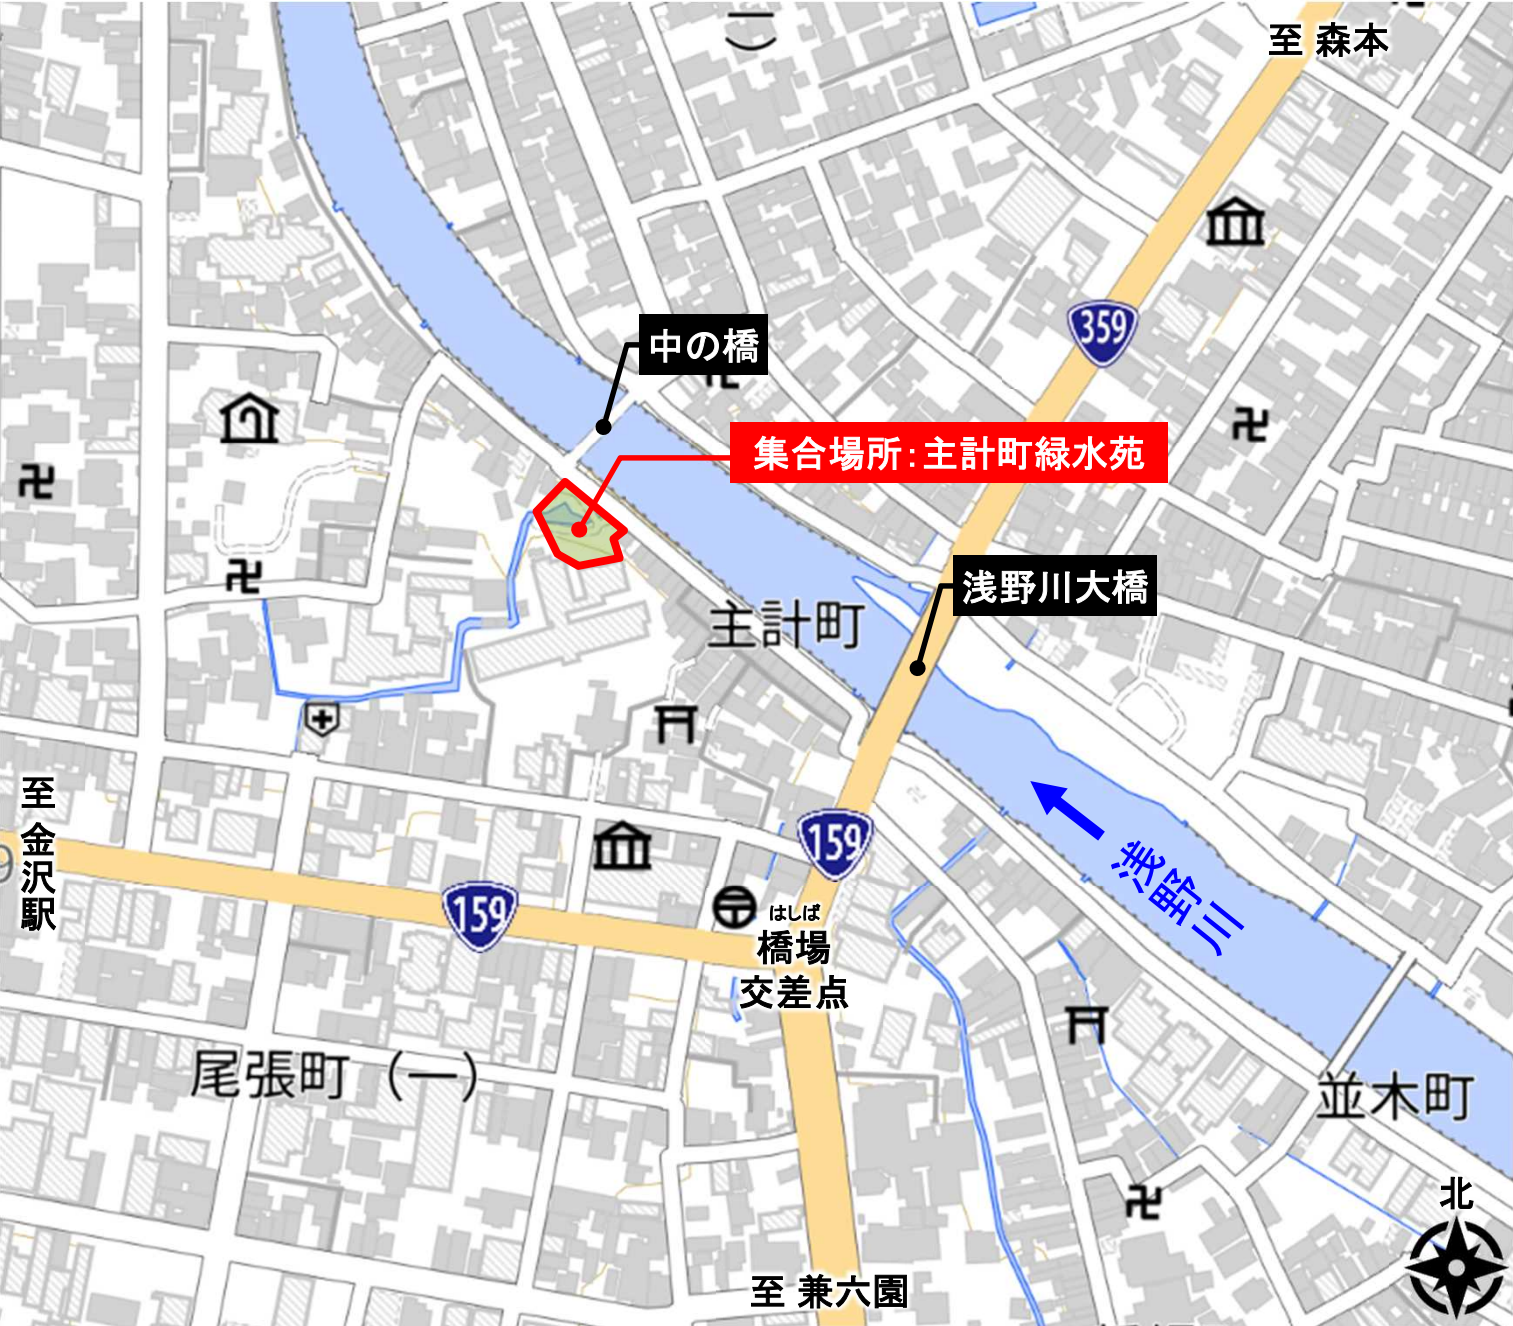 至 森本
359
中の橋
集合場所：主計町緑水苑
浅野川大橋
主計町
至 金沢駅
159
159
はしば
橋場
交差点
浅野川
尾張町（一）
並木町
北
至 兼六園